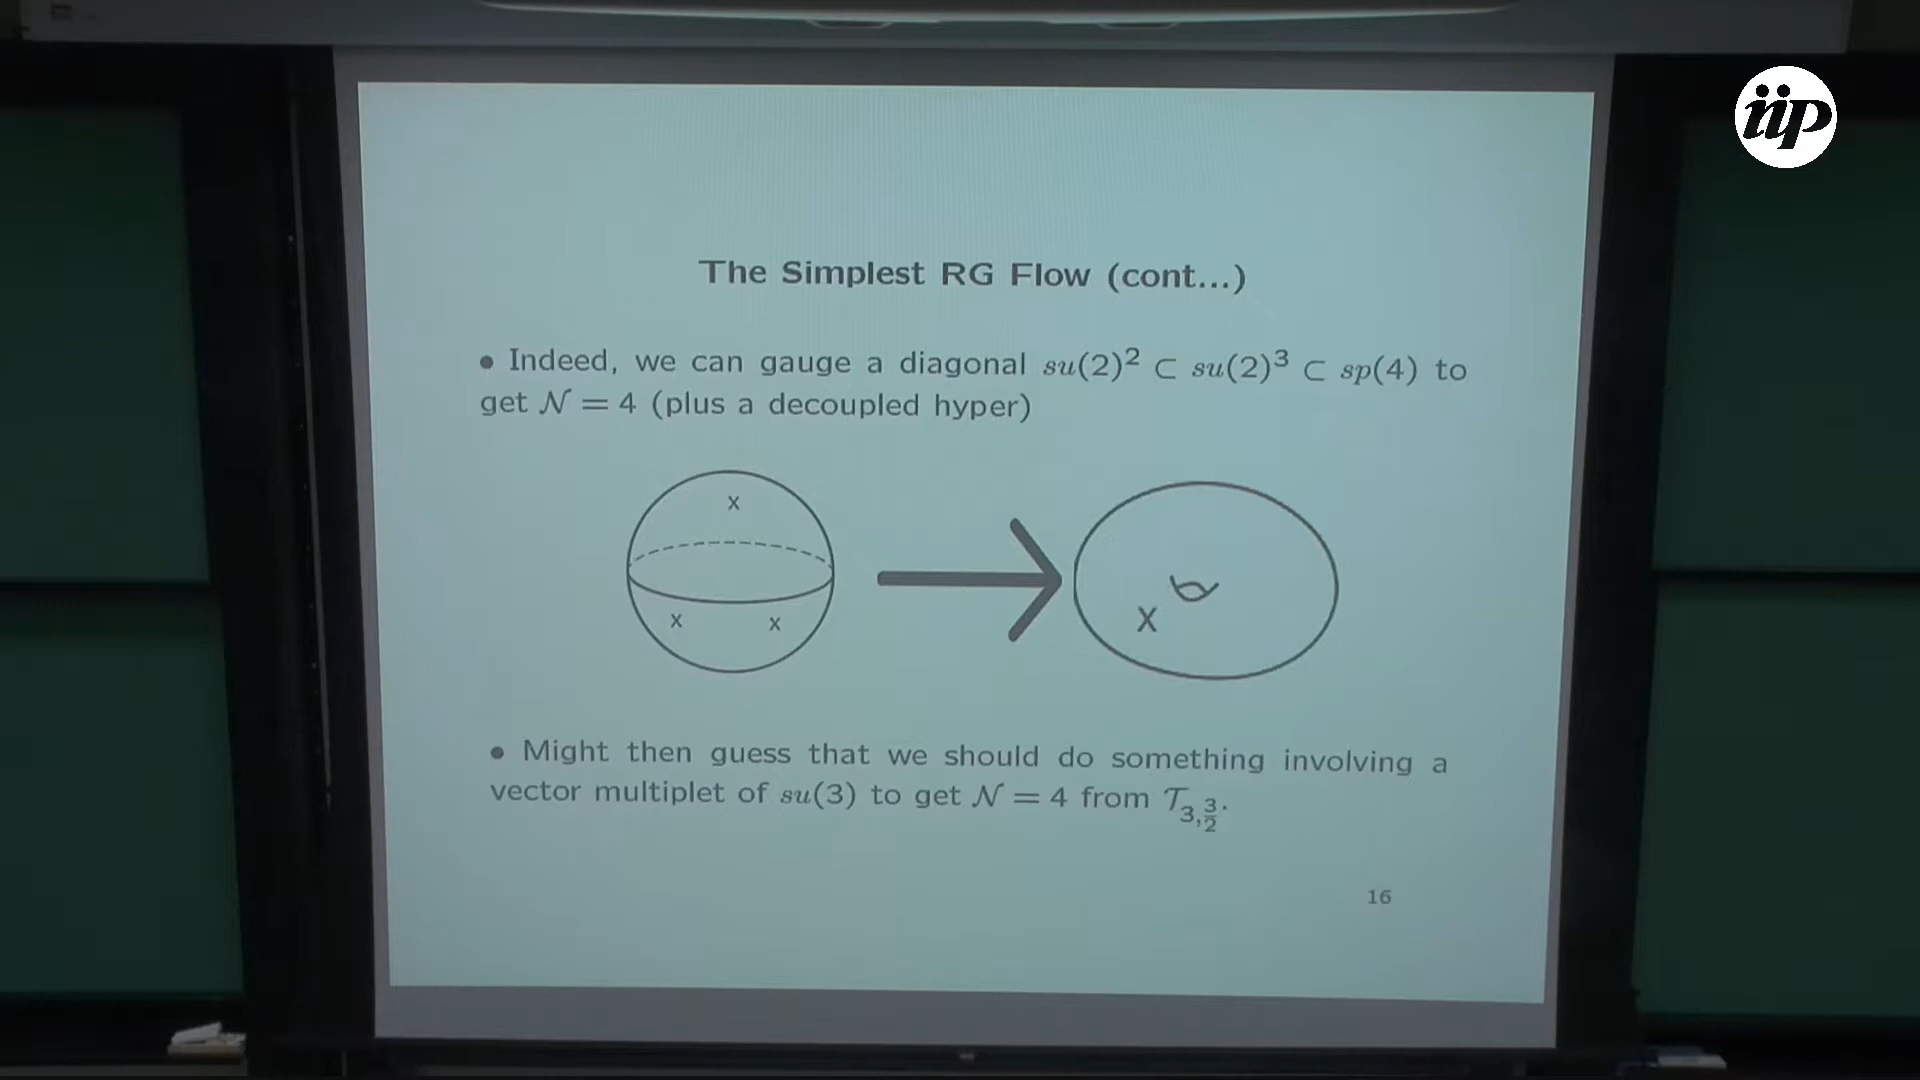 iip
The Simplest RG Flow (cont...)
• Indeed, we can gauge a diagonal su(2)² ⊂ su(2)³ ⊂ sp(4) to
get 𝒩 = 4 (plus a decoupled hyper)
x
x x
X
• Might then guess that we should do something involving a
vector multiplet of su(3) to get 𝒩 = 4 from 𝒯₃,₃⁄₂.
16